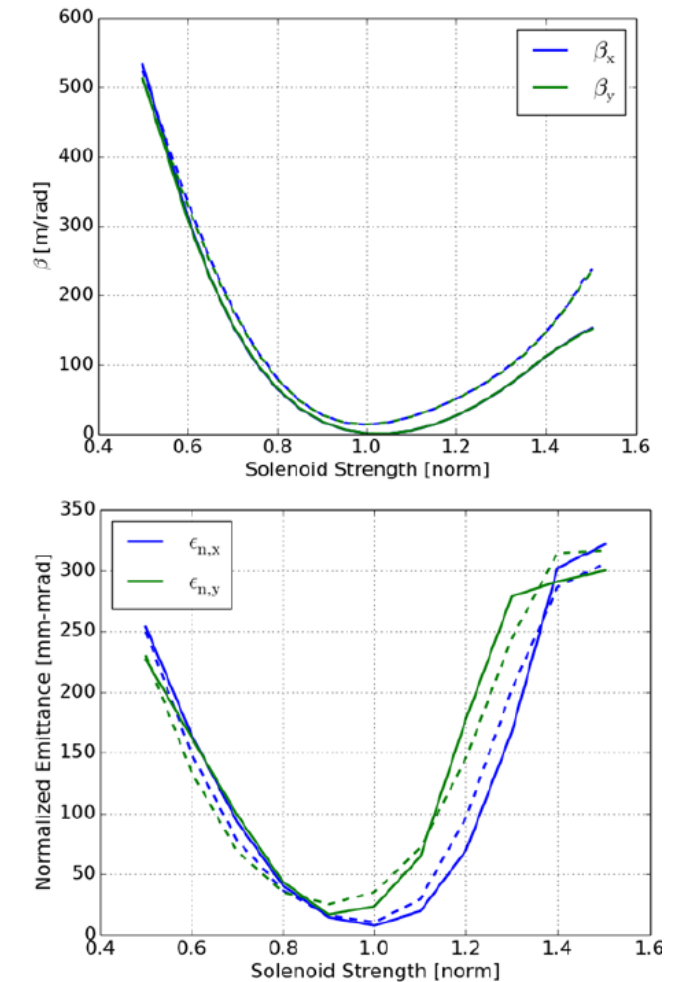 600
500
400
300
200
100
0
β [m/rad]
βx
βy
0.4 0.6 0.8 1.0 1.2 1.4 1.6
Solenoid Strength [norm]
350
300
250
200
150
100
50
0
Normalized Emittance [mm-mrad]
ϵn,x
ϵn,y
0.4 0.6 0.8 1.0 1.2 1.4 1.6
Solenoid Strength [norm]